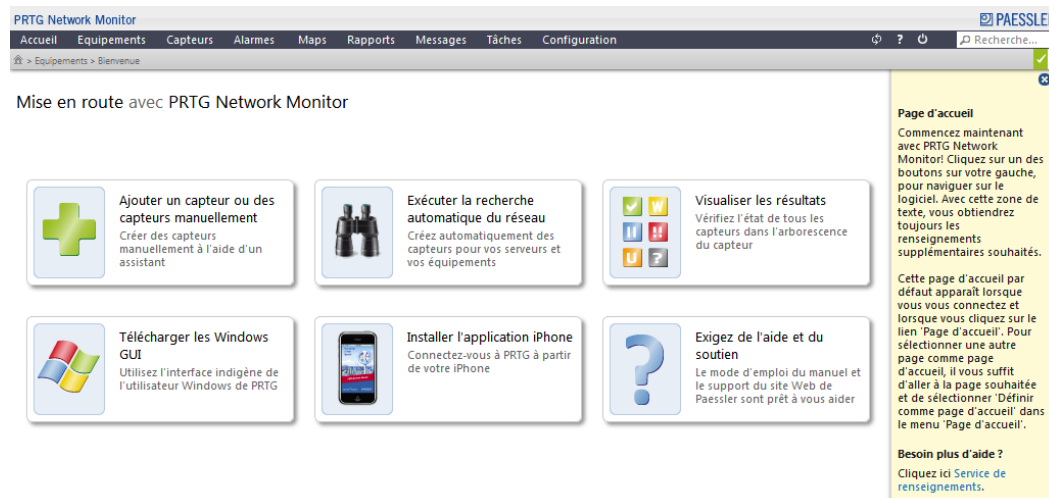 PRTG Network Monitor
PAESSLE
Accueil Equipements Capteurs Alarmes Maps Rapports Messages Tâches Configuration ? Recherche...
> Equipements > Bienvenue
Mise en route avec PRTG Network Monitor
Ajouter un capteur ou des
capteurs manuellement
Créer des capteurs
manuellement à l'aide d'un
assistant
Exécuter la recherche
automatique du réseau
Créez automatiquement des
capteurs pour vos serveurs et
vos équipements
W
U
?
Visualiser les résultats
Vérifiez l'état de tous les
capteurs dans l'arborescence
du capteur
Télécharger les Windows
GUI
Utilisez l'interface indigène de
l'utilisateur Windows de PRTG
Installer l'application iPhone
Connectez-vous à PRTG à partir
de votre iPhone
?
Exigez de l'aide et du
soutien
Le mode d'emploi du manuel et
le support du site Web de
Paessler sont prêt à vous aider
Page d'accueil
Commencez maintenant
avec PRTG Network
Monitor! Cliquez sur un des
boutons sur votre gauche,
pour naviguer sur le
logiciel. Avec cette zone de
texte, vous obtiendrez
toujours les
renseignements
supplémentaires souhaités.
Cette page d'accueil par
défaut apparaît lorsque
vous vous connectez et
lorsque vous cliquez sur le
lien 'Page d'accueil'. Pour
sélectionner une autre
page comme page
d'accueil, il vous suffit
d'aller à la page souhaitée
et de sélectionner 'Définir
comme page d'accueil' dans
le menu 'Page d'accueil'.
Besoin plus d'aide ?
Cliquez ici Service de
renseignements.